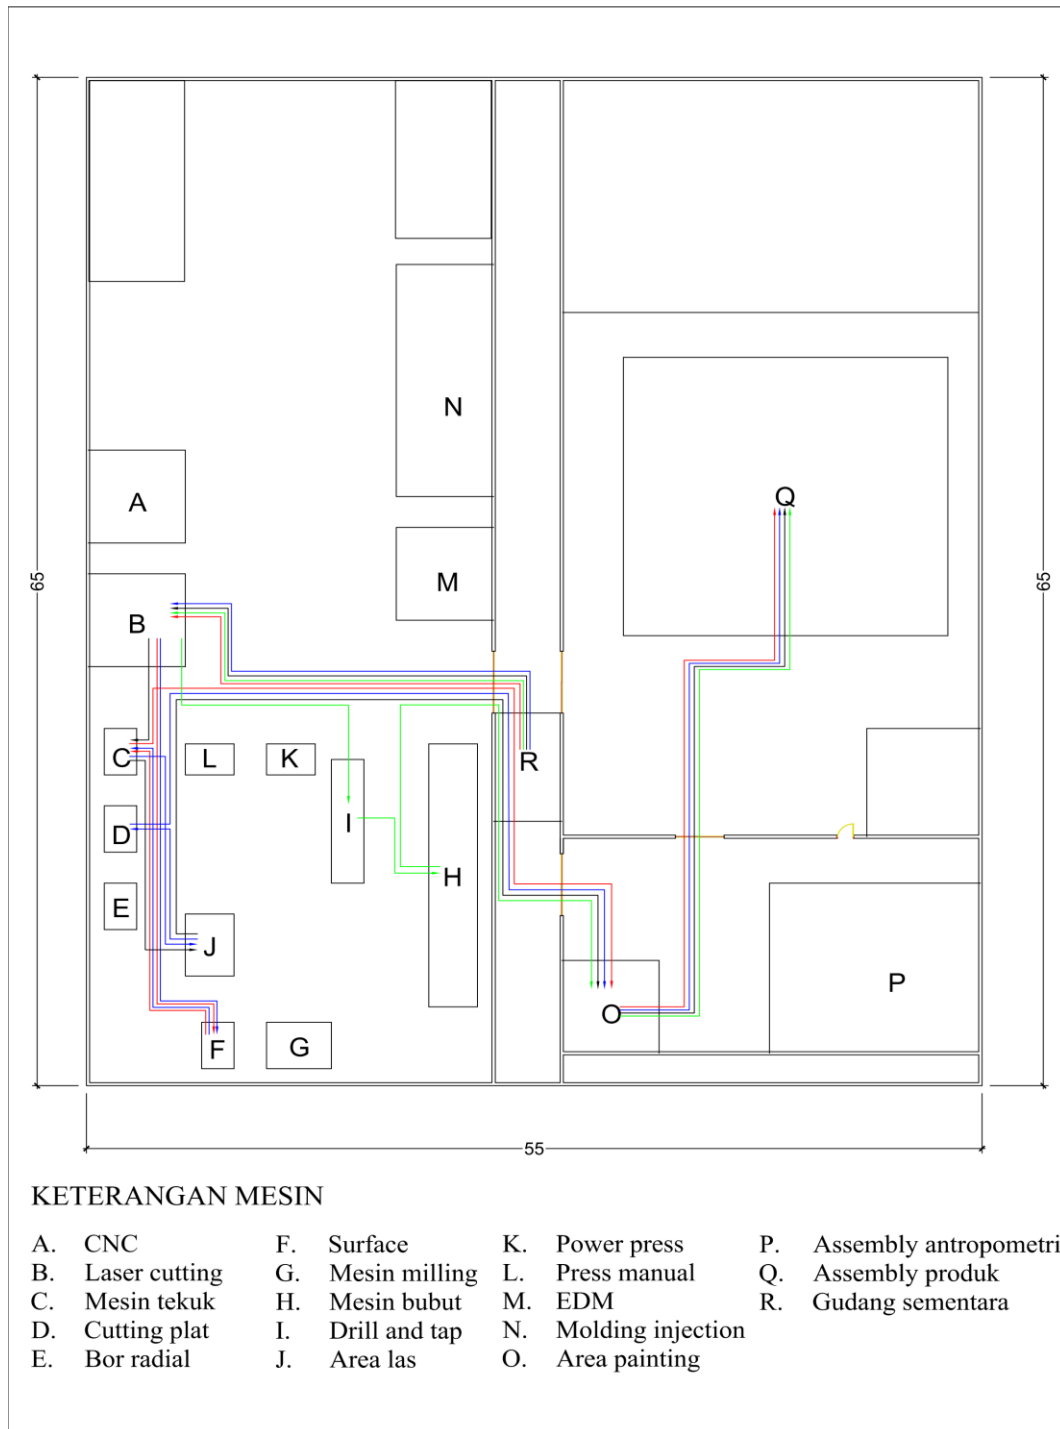 N
Q
A
M
B
65
65
R
C
L
K
I
D
H
E
J
P
O
F
G
55
KETERANGAN MESIN
A. CNC
B. Laser cutting
C. Mesin tekuk
D. Cutting plat
E. Bor radial
F. Surface
G. Mesin milling
H. Mesin bubut
I. Drill and tap
J. Area las
K. Power press
L. Press manual
M. EDM
N. Molding injection
O. Area painting
P. Assembly antropometri
Q. Assembly produk
R. Gudang sementara